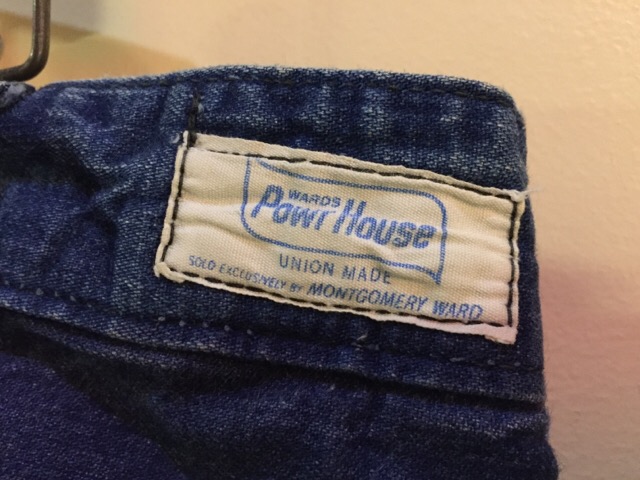 WARDS
Powr House
UNION MADE
SOLD EXCLUSIVELY BY MONTGOMERY WARD